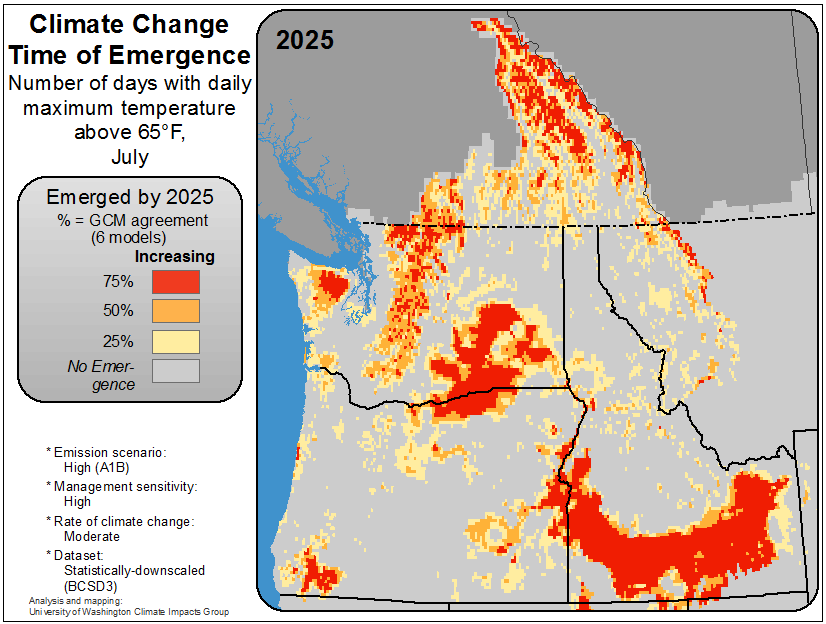 Climate Change
Time of Emergence
Number of days with daily
maximum temperature
above 65°F,
July
2025
Emerged by 2025
% = GCM agreement
(6 models)
Increasing
75%
50%
25%
No Emer-
gence
* Emission scenario:
High (A1B)
* Management sensitivity:
High
* Rate of climate change:
Moderate
* Dataset:
Statistically-downscaled
(BCSD3)
Analysis and mapping:
University of Washington Climate Impacts Group